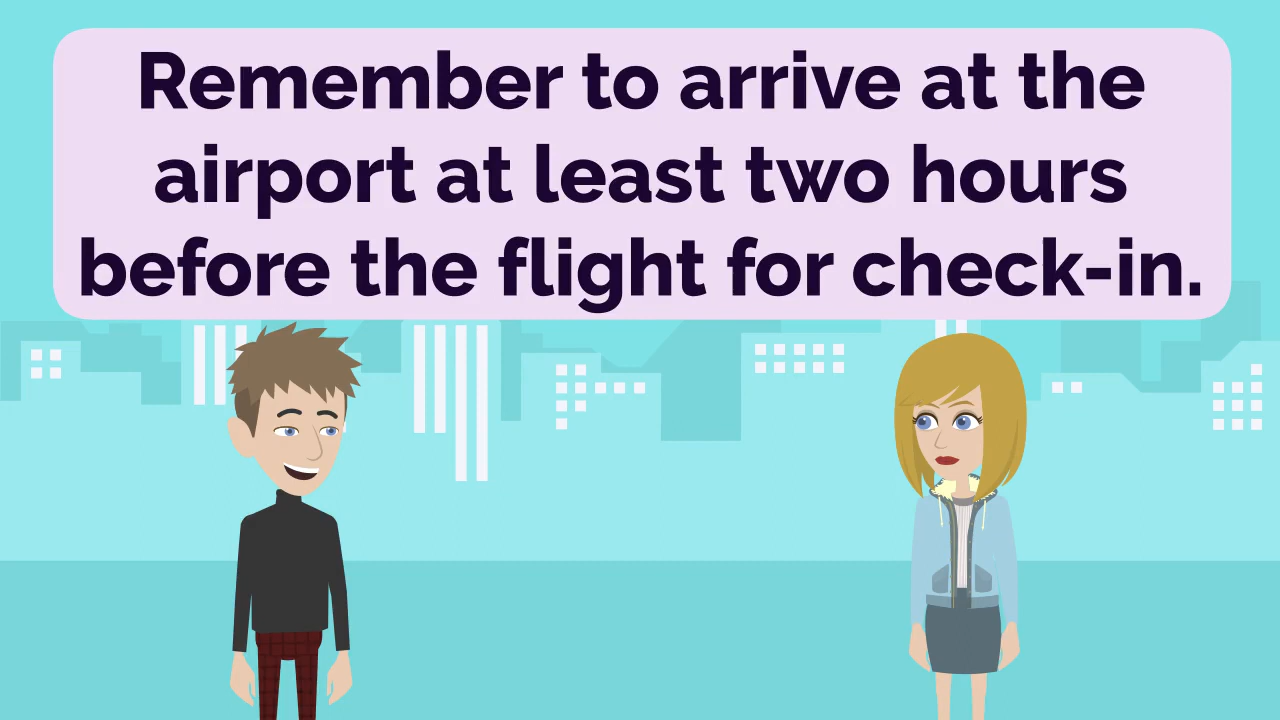 Remember to arrive at the
airport at least two hours
before the flight for check-in.